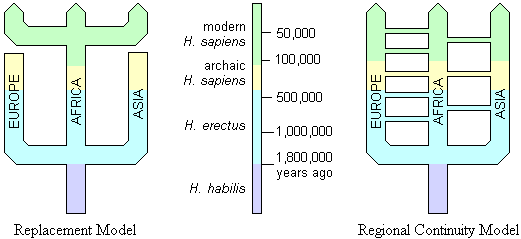 EUROPE
AFRICA
ASIA
Replacement Model
modern
H. sapiens
archaic
H. sapiens
H. erectus
H. habilis
50,000
100,000
500,000
1,000,000
1,800,000
years ago
EUROPE
AFRICA
ASIA
Regional Continuity Model